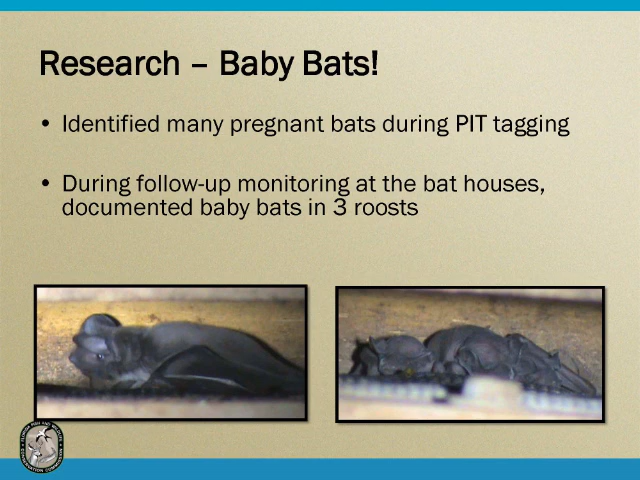 Research – Baby Bats!
• Identified many pregnant bats during PIT tagging
• During follow-up monitoring at the bat houses,
documented baby bats in 3 roosts